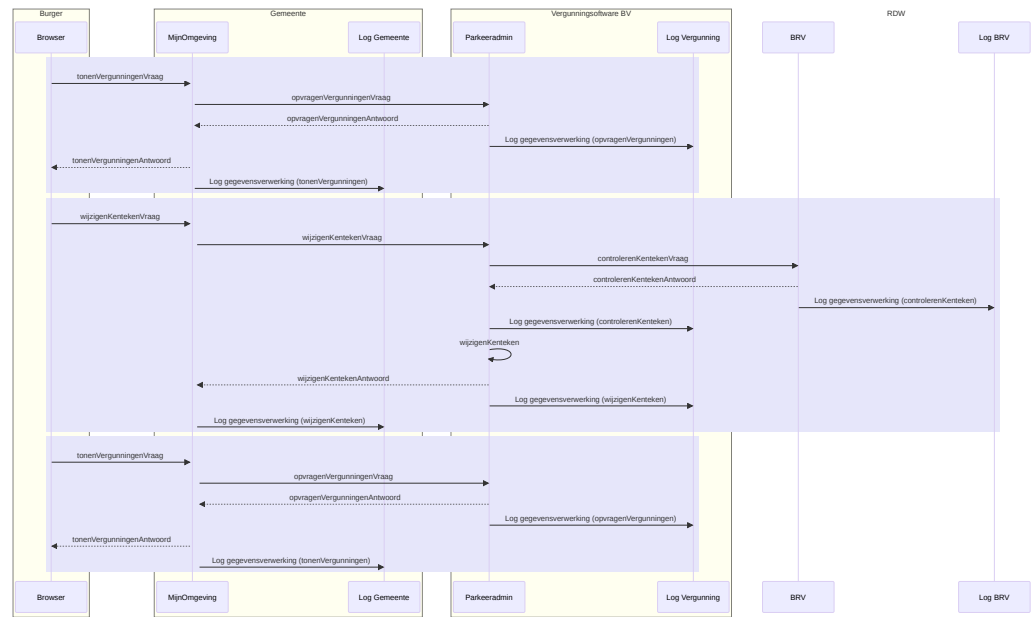 Burger
Gemeente
Vergunningsoftware BV
RDW
Browser
MijnOmgeving
Log Gemeente
Parkeeradmin
Log Vergunning
BRV
Log BRV
tonenVergunningenVraag
opvragenVergunningenVraag
opvragenVergunningenAntwoord
Log gegevensverwerking (opvragenVergunningen)
tonenVergunningenAntwoord
Log gegevensverwerking (tonenVergunningen)
wijzigenKentekenVraag
wijzigenKentekenVraag
controlerenKentekenVraag
controlerenKentekenAntwoord
Log gegevensverwerking (controlerenKenteken)
Log gegevensverwerking (controlerenKenteken)
wijzigenKenteken
wijzigenKentekenAntwoord
Log gegevensverwerking (wijzigenKenteken)
Log gegevensverwerking (wijzigenKenteken)
tonenVergunningenVraag
opvragenVergunningenVraag
opvragenVergunningenAntwoord
Log gegevensverwerking (opvragenVergunningen)
tonenVergunningenAntwoord
Log gegevensverwerking (tonenVergunningen)
Browser
MijnOmgeving
Log Gemeente
Parkeeradmin
Log Vergunning
BRV
Log BRV